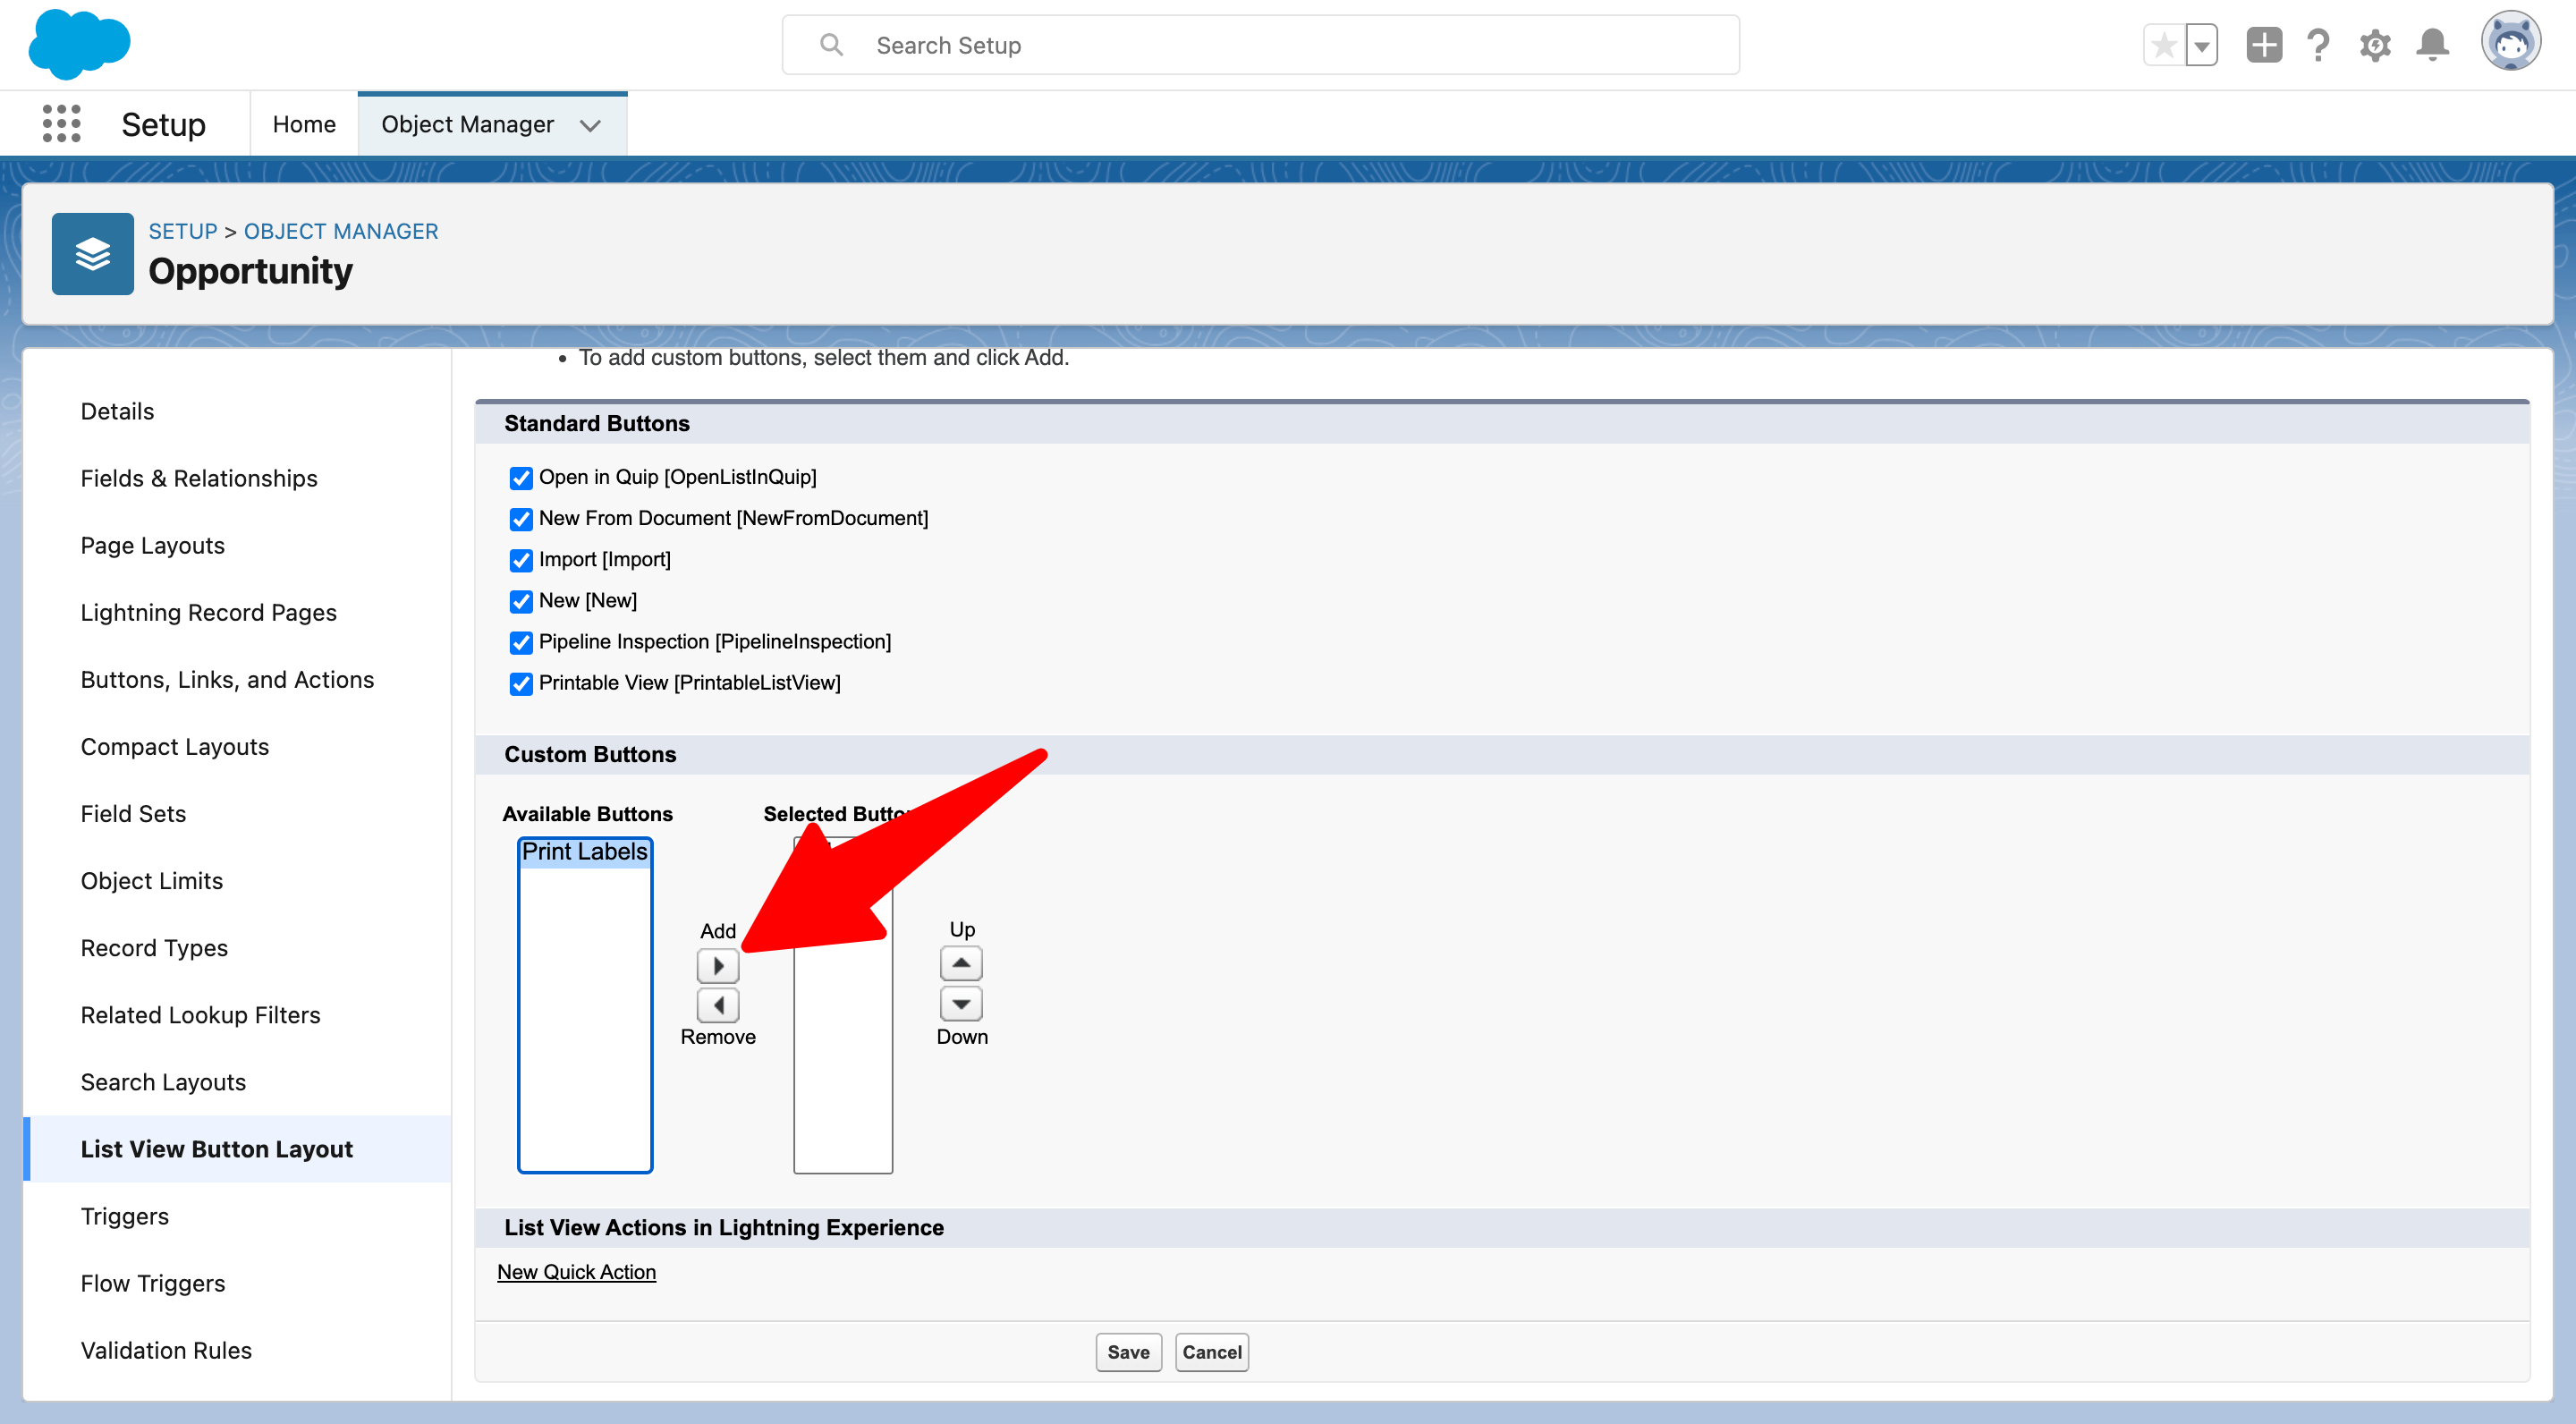 Search Setup
Setup
Home
Object Manager
SETUP > OBJECT MANAGER
Opportunity
Details
Fields & Relationships
Page Layouts
Lightning Record Pages
Buttons, Links, and Actions
Compact Layouts
Field Sets
Object Limits
Record Types
Related Lookup Filters
Search Layouts
List View Button Layout
Triggers
Flow Triggers
Validation Rules
• To add custom buttons, select them and click Add.
Standard Buttons
Open in Quip [OpenListInQuip]
New From Document [NewFromDocument]
Import [Import]
New [New]
Pipeline Inspection [PipelineInspection]
Printable View [PrintableListView]
Custom Buttons
Available Buttons
Print Labels
Add
Remove
Selected
Up
Down
List View Actions in Lightning Experience
New Quick Action
Save
Cancel